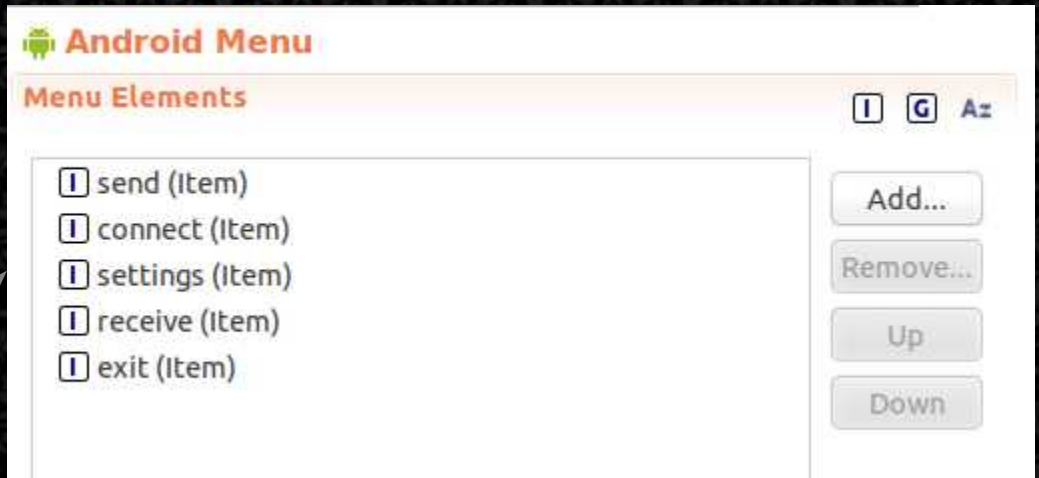 Android Menu
Menu Elements
I G Az
I send (Item)
I connect (Item)
I settings (Item)
I receive (Item)
I exit (Item)
Add...
Remove...
Up
Down